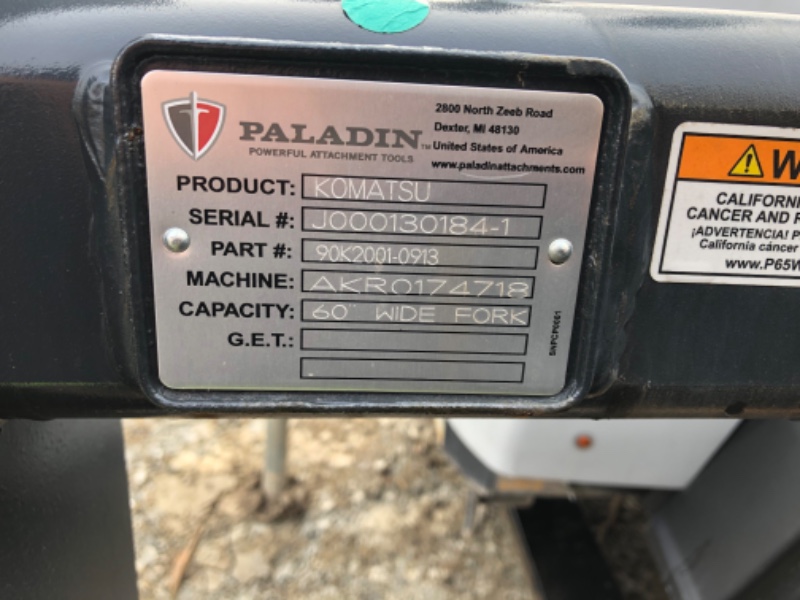 PALADIN™
POWERFUL ATTACHMENT TOOLS
2800 North Zeeb Road
Dexter, MI 48130
United States of America
www.paladinattachments.com
PRODUCT: KOMATSU
SERIAL #: J000130184-1
PART #: 90K2001-0913
MACHINE: AKR0174718
CAPACITY: 60" WIDE FORK
G.E.T.:
W
CALIFORNI
CANCER AND R
¡ADVERTENCIA! P
California cáncer
www.P65W